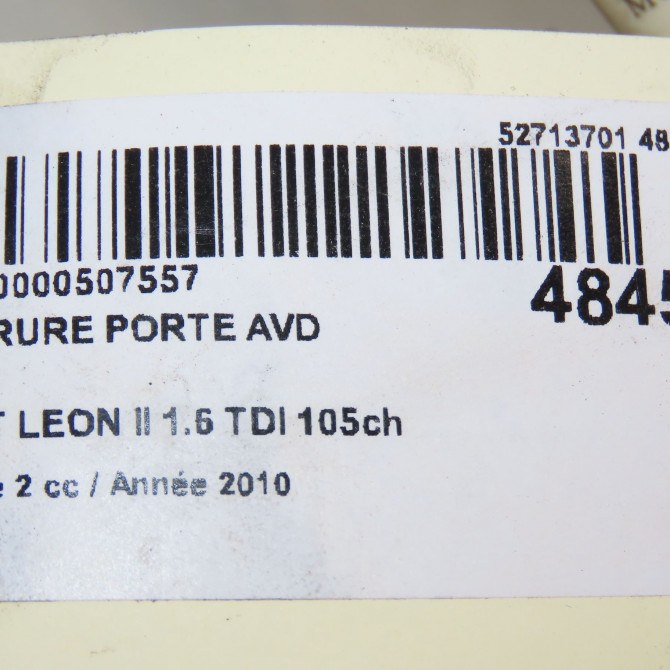 52713701 48
0000507557
4845
RURE PORTE AVD
T LEON II 1.6 TDI 105ch
e 2 cc / Année 2010